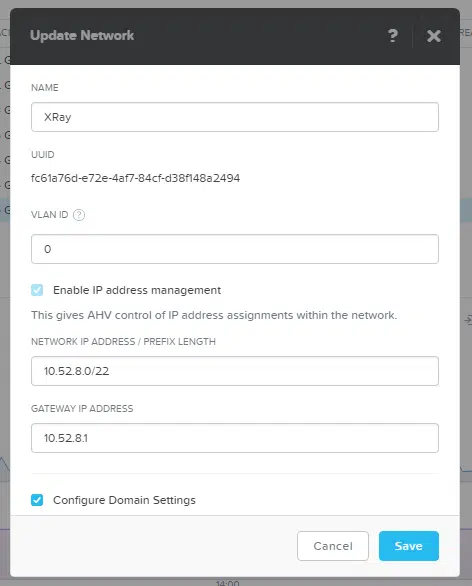 Update Network
?
NAME
XRay
UUID
fc61a76d-e72e-4af7-84cf-d38f148a2494
VLAN ID ?
0
Enable IP address management
This gives AHV control of IP address assignments within the network.
NETWORK IP ADDRESS / PREFIX LENGTH
10.52.8.0/22
GATEWAY IP ADDRESS
10.52.8.1
Configure Domain Settings
Cancel
Save
14:00